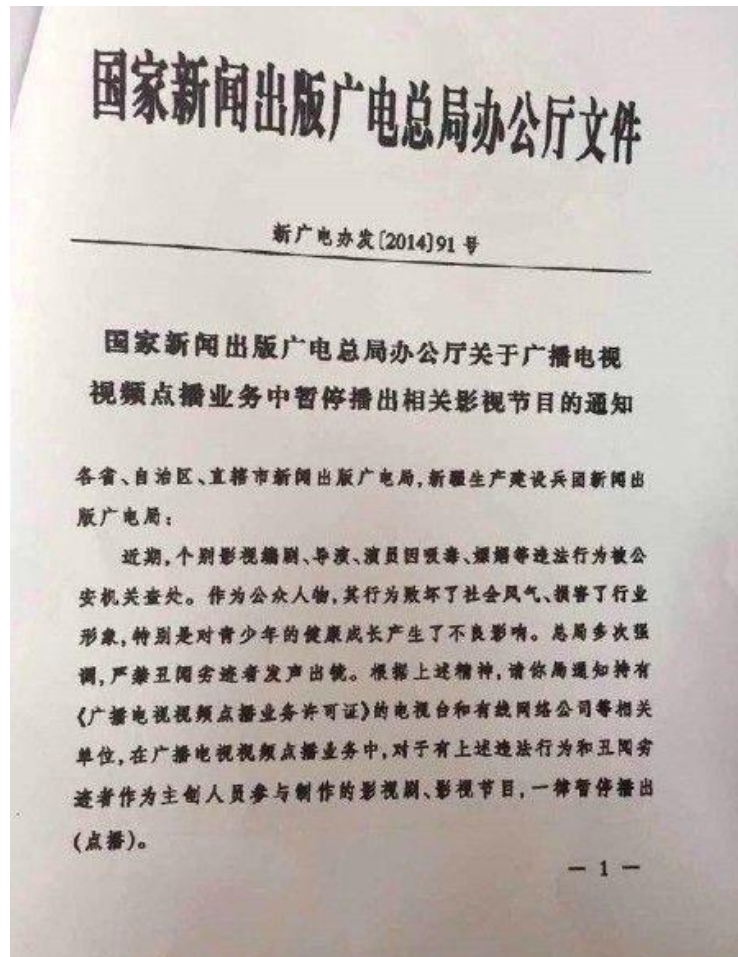 国家新闻出版广电总局办公厅文件
新广电办发[2014]91号
国家新闻出版广电总局办公厅关于广播电视
视频点播业务中暂停播出相关影视节目的通知
各省、自治区、直辖市新闻出版广电局,新疆生产建设兵团新闻出
版广电局:
近期,个别影视编剧、导演、演员因吸毒、嫖娼等违法行为被公
安机关查处。作为公众人物,其行为败坏了社会风气、损害了行业
形象,特别是对青少年的健康成长产生了不良影响。总局多次强
调,严禁丑闻劣迹者发声出镜。根据上述精神,请你局通知持有
《广播电视视频点播业务许可证》的电视台和有线网络公司等相关
单位,在广播电视视频点播业务中,对于有上述违法行为和丑闻劣
迹者作为主创人员参与制作的影视剧、影视节目,一律暂停播出
(点播)。
— 1 —